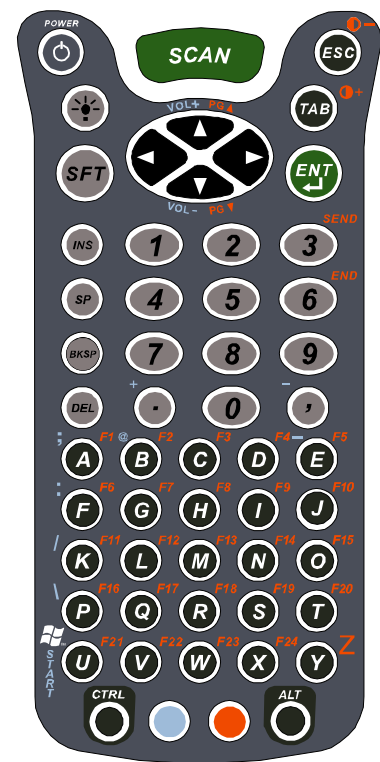 POWER
SCAN
ESC
–
TAB
+
VOL+ PG▲
SFT
ENT
VOL– PG▼
SEND
INS 1 2 3
END
SP 4 5 6
BKSP 7 8 9
+ –
DEL . 0 ,
; F1 @ F2 F3 F4 – F5
A B C D E
: F6 F7 F8 F9 F10
F G H I J
/ F11 F12 F13 F14 F15
K L M N O
\ F16 F17 F18 F19 F20
P Q R S T
START F21 F22 F23 F24 Z
U V W X Y
CTRL ALT